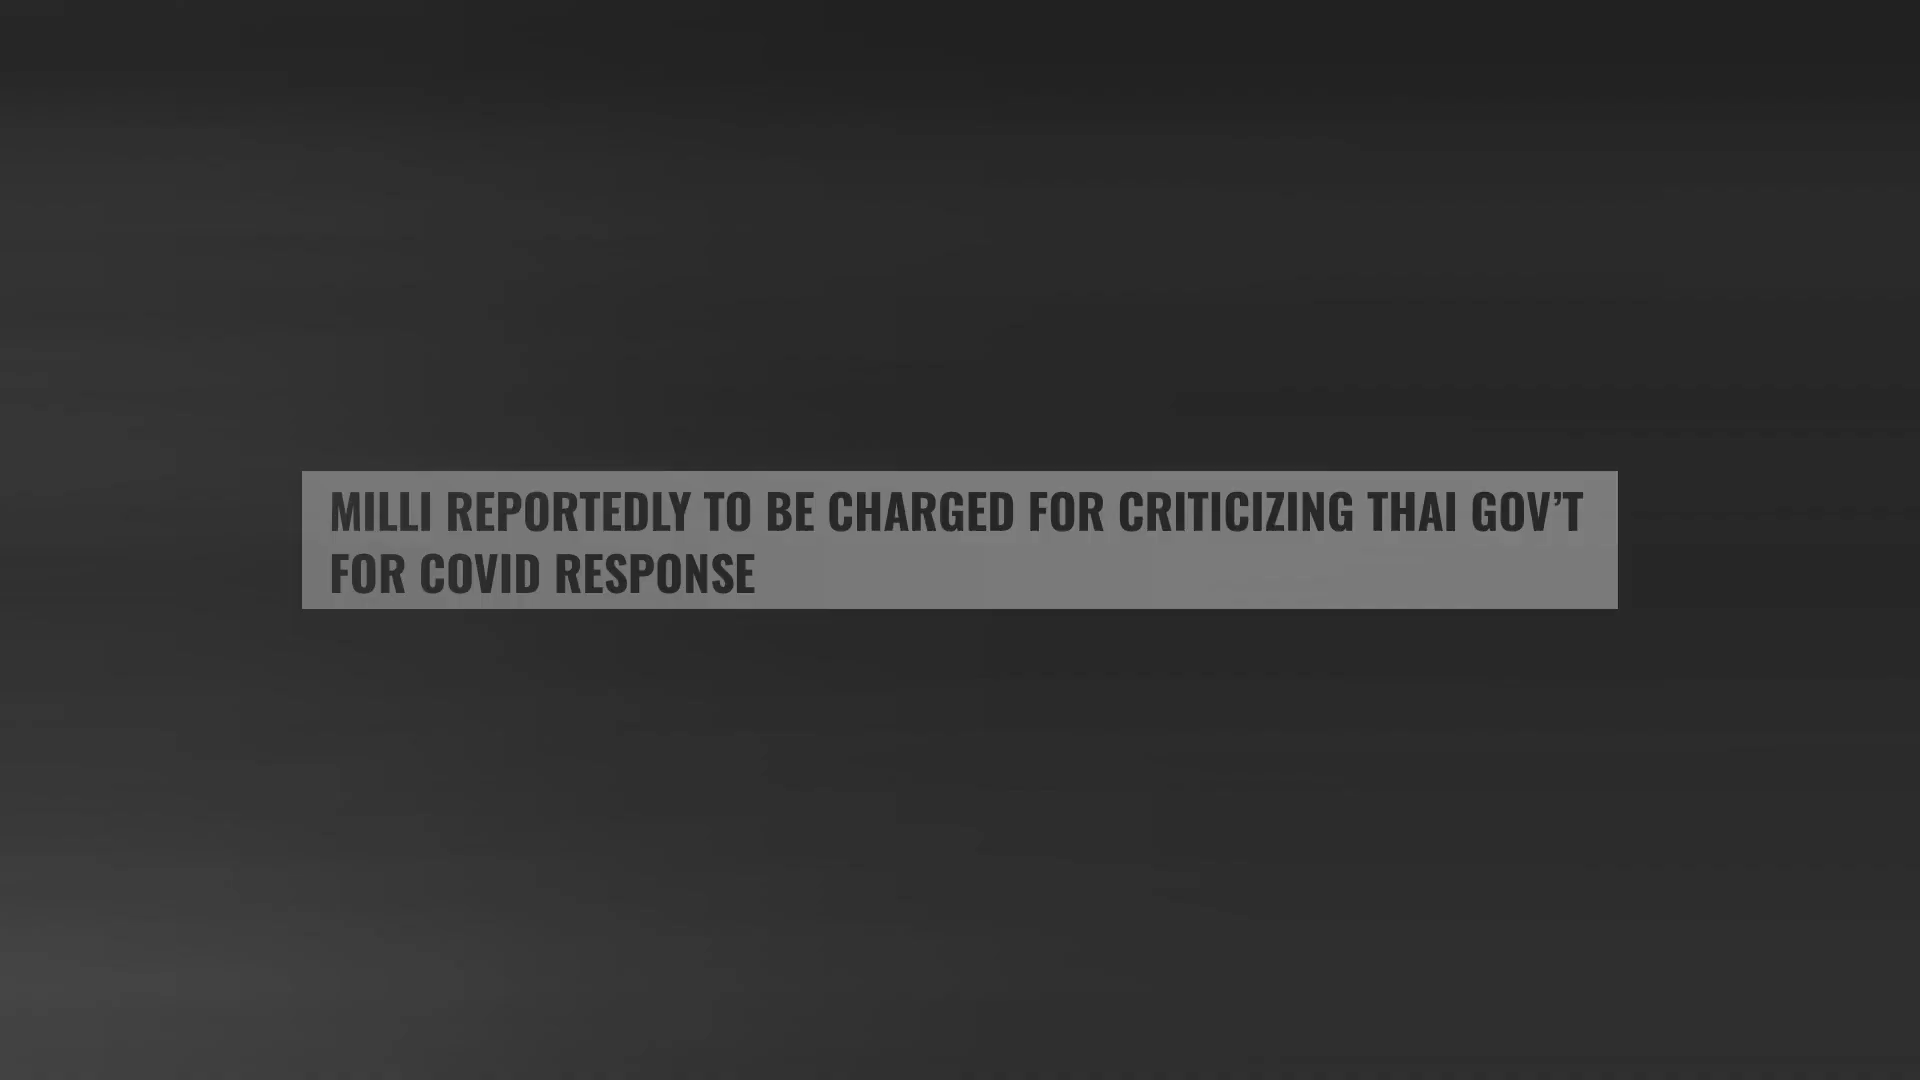 MILLI REPORTEDLY TO BE CHARGED FOR CRITICIZING THAI GOV’T
FOR COVID RESPONSE